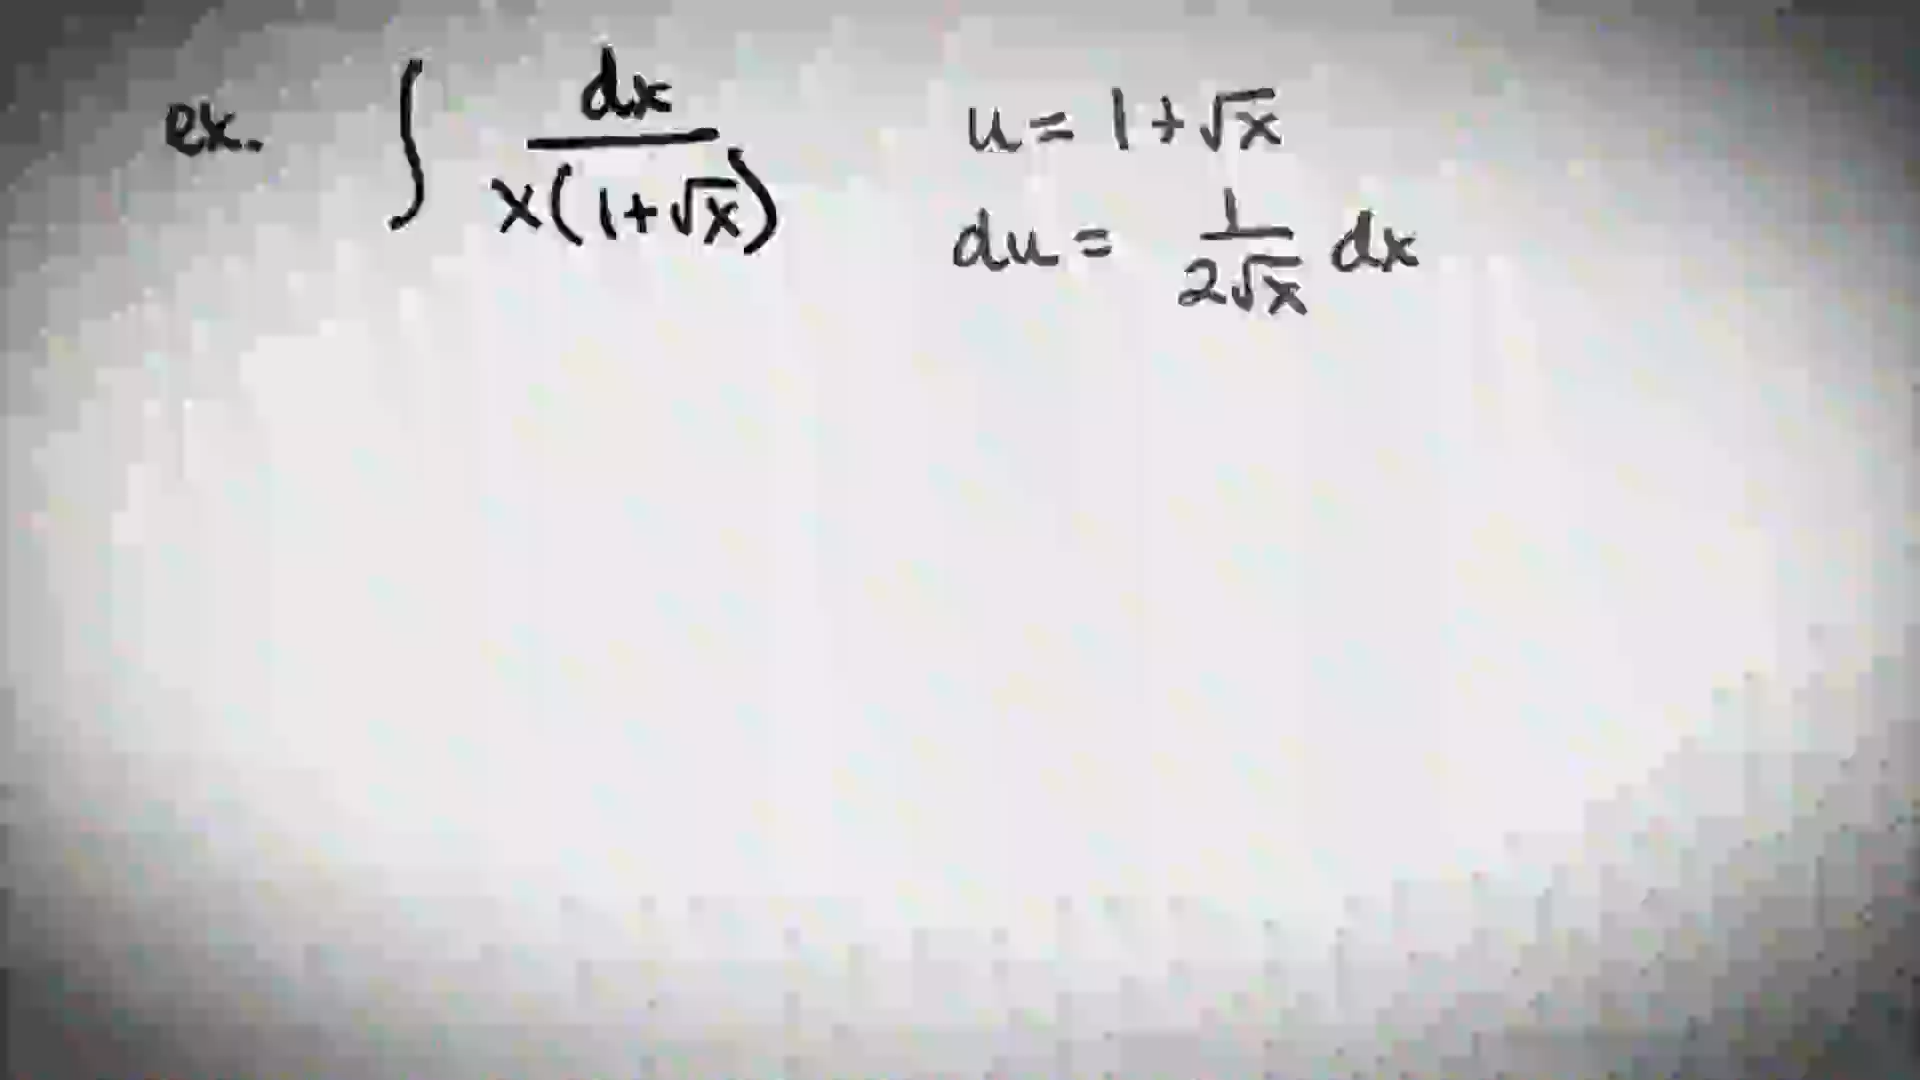 ex. ∫ dx / x(1+√x) u = 1+√x
du = 1 / 2√x dx